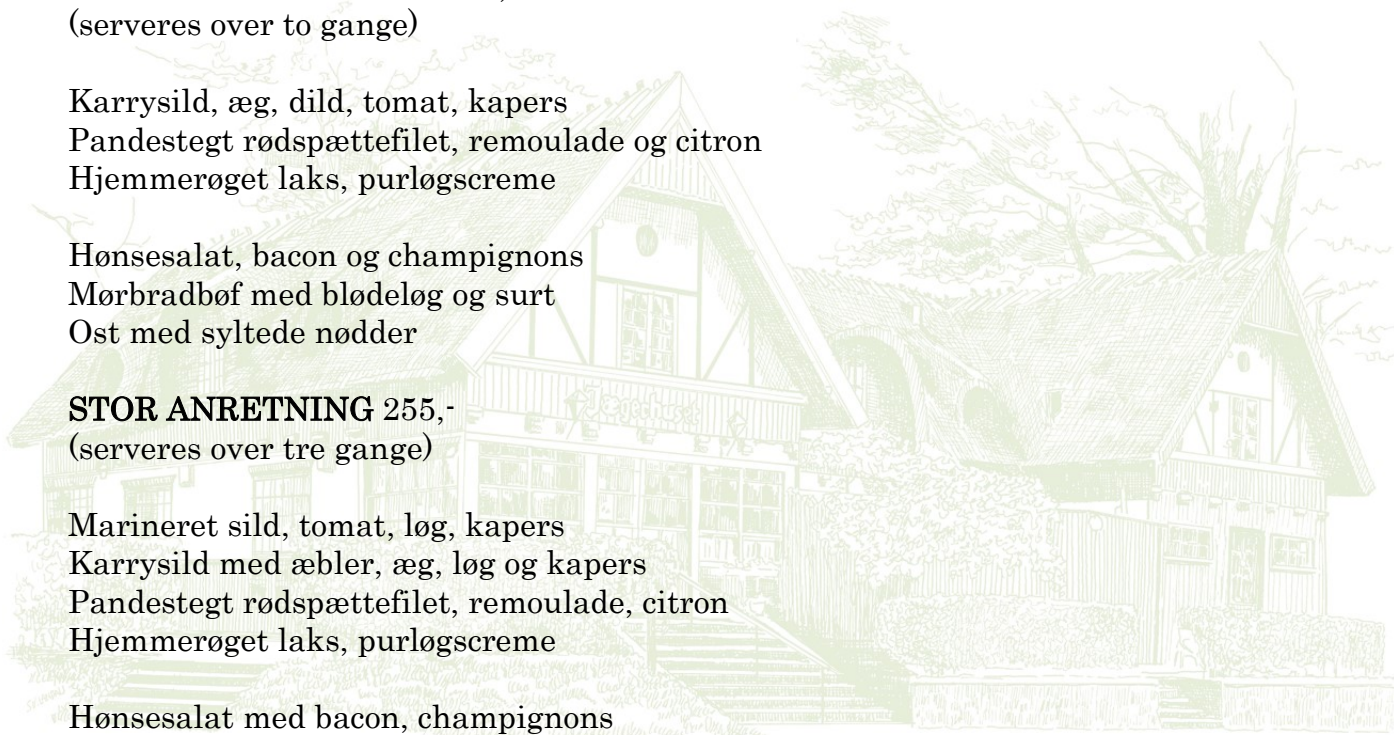 (serveres over to gange)
Karrysild, æg, dild, tomat, kapers
Pandestegt rødspættefilet, remoulade og citron
Hjemmerøget laks, purløgscreme
Hønsesalat, bacon og champignons
Mørbradbøf med blødeløg og surt
Ost med syltede nødder
STOR ANRETNING 255,-
(serveres over tre gange)
Jægerhuset
Marineret sild, tomat, løg, kapers
Karrysild med æbler, æg, løg og kapers
Pandestegt rødspættefilet, remoulade, citron
Hjemmerøget laks, purløgscreme
Hønsesalat med bacon, champignons